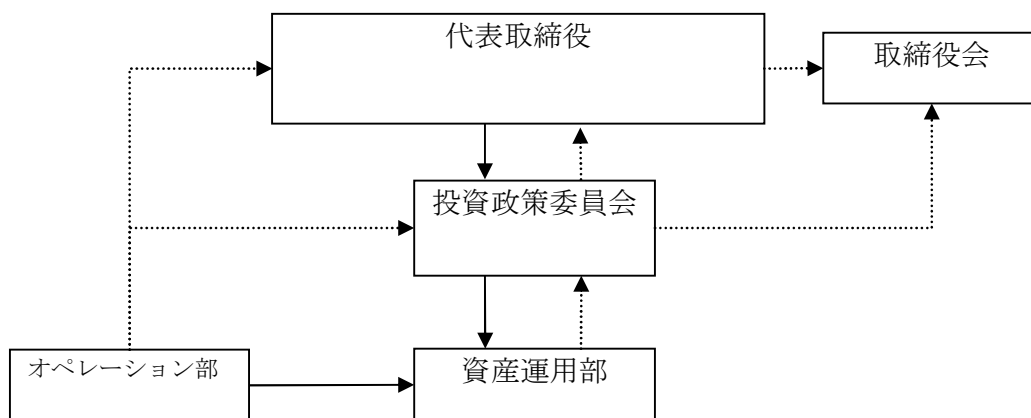 代表取締役
取締役会
投資政策委員会
オペレーション部
資産運用部